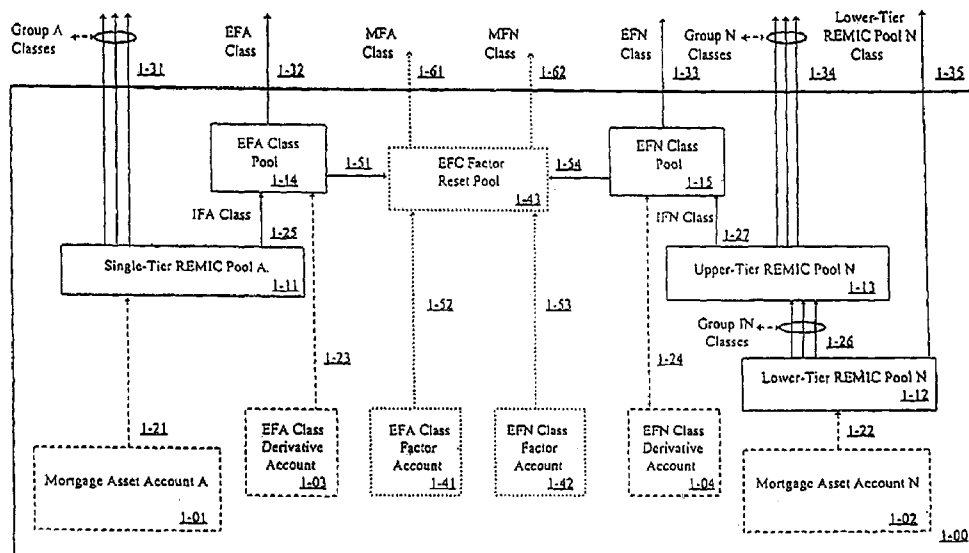 Group A
Classes
1-31
EFA
Class
1-32
MFA
Class
1-61
MFN
Class
1-62
EFN
Class
1-33
Group N
Classes
1-34
Lower-Tier
REMIC Pool N
Class
1-35
EFA Class
Pool
1-14
1-51
EFC Factor
Reset Pool
1-43
1-54
EFN Class
Pool
1-15
IFA Class
1-25
IFN Class
1-27
Single-Tier REMIC Pool A
1-11
Upper-Tier REMIC Pool N
1-13
1-52
1-53
Group IN
Classes
1-26
1-23
1-24
Lower-Tier REMIC Pool N
1-12
1-21
1-22
Mortgage Asset Account A
1-01
EFA Class
Derivative
Account
1-03
EFA Class
Factor
Account
1-41
EFN Class
Factor
Account
1-42
EFN Class
Derivative
Account
1-04
Mortgage Asset Account N
1-02
1-00